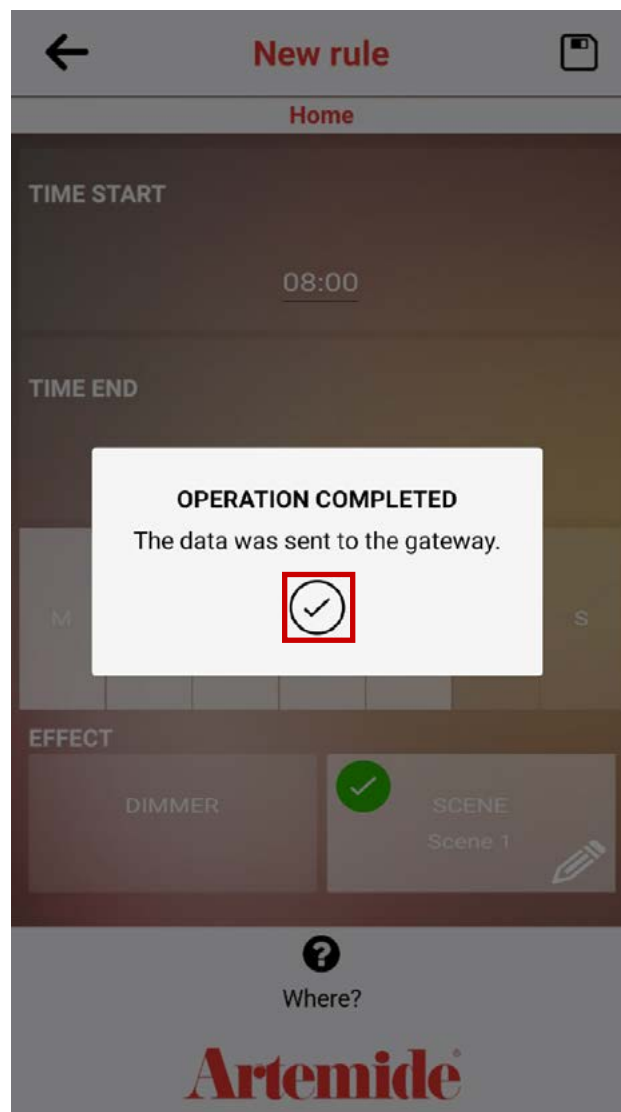 New rule
Home
TIME START
08:00
TIME END
OPERATION COMPLETED
The data was sent to the gateway.
M
S
EFFECT
DIMMER
SCENE
Scene 1
Where?
Artemide